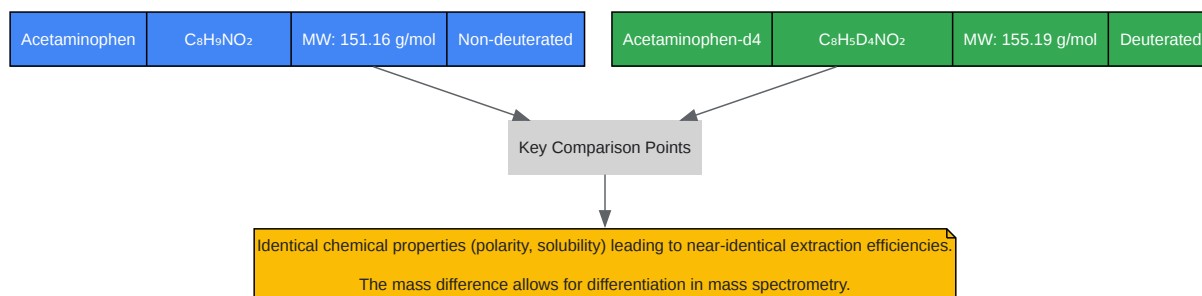 Acetaminophen C₈H₉NO₂ MW: 151.16 g/mol Non-deuterated Acetaminophen-d4 C₈H₅D₄NO₂ MW: 155.19 g/mol Deuterated
Key Comparison Points
Identical chemical properties (polarity, solubility) leading to near-identical extraction efficiencies.
The mass difference allows for differentiation in mass spectrometry.